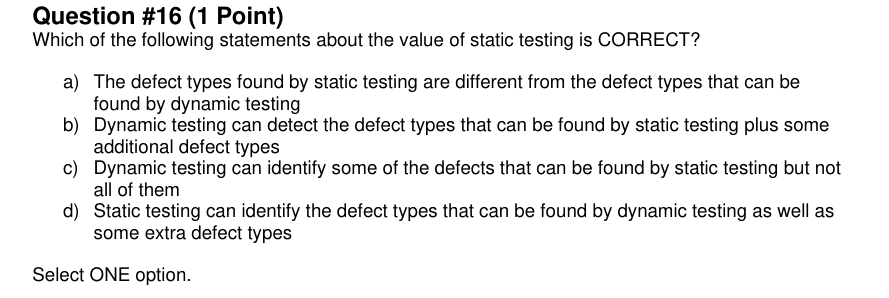 Question #16 (1 Point)
Which of the following statements about the value of static testing is CORRECT?
a) The defect types found by static testing are different from the defect types that can be
found by dynamic testing
b) Dynamic testing can detect the defect types that can be found by static testing plus some
additional defect types
c) Dynamic testing can identify some of the defects that can be found by static testing but not
all of them
d) Static testing can identify the defect types that can be found by dynamic testing as well as
some extra defect types
Select ONE option.